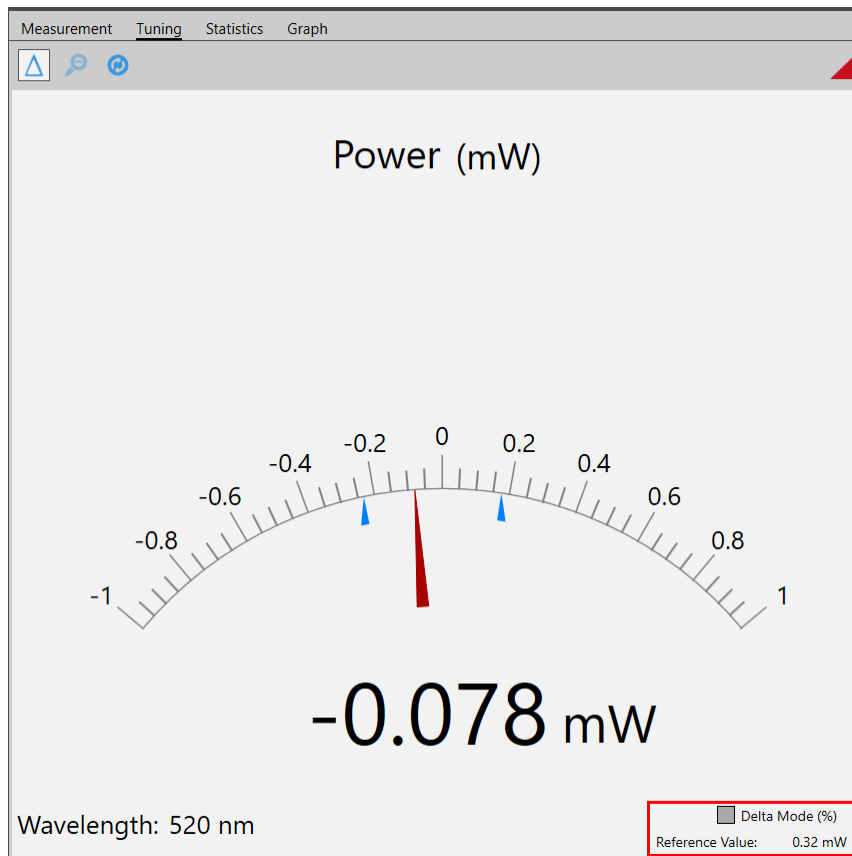 Measurement Tuning Statistics Graph
Power (mW)
-1 -0.8 -0.6 -0.4 -0.2 0 0.2 0.4 0.6 0.8 1
-0.078 mW
Wavelength: 520 nm
Delta Mode (%)
Reference Value: 0.32 mW